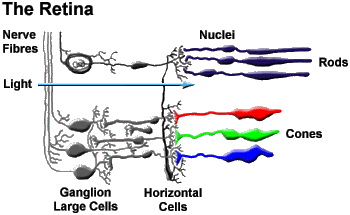 The Retina
Nerve
Fibres
Nuclei
Rods
Light
Cones
Ganglion
Large Cells
Horizontal
Cells